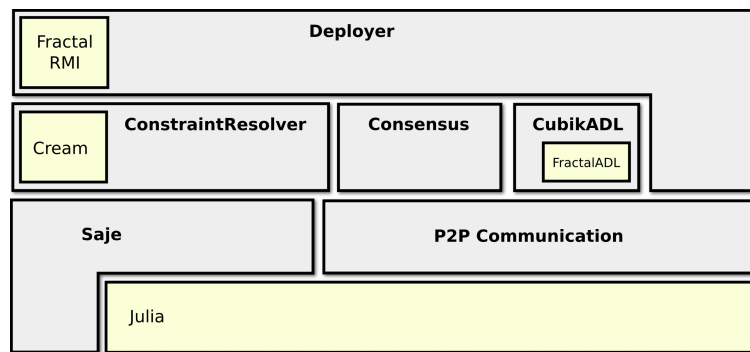 Deployer
Fractal
RMI
Cream
ConstraintResolver
Consensus
CubikADL
FractalADL
Saje
P2P Communication
Julia